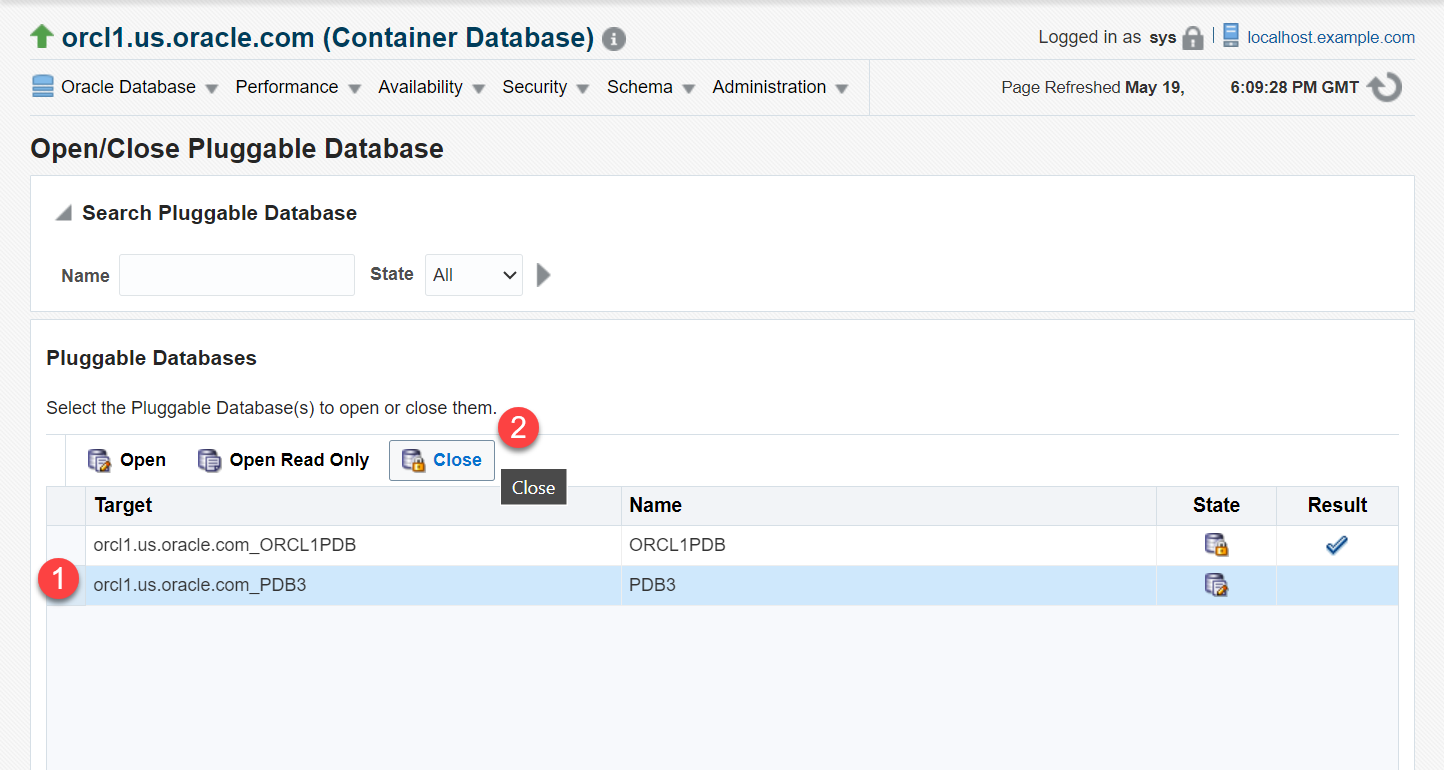 orcl1.us.oracle.com (Container Database) i Logged in as sys localhost.example.com
Oracle Database Performance Availability Security Schema Administration Page Refreshed May 19, 6:09:28 PM GMT
Open/Close Pluggable Database
Search Pluggable Database
Name State All
Pluggable Databases
Select the Pluggable Database(s) to open or close them.
2
Open Open Read Only Close
Close
Target Name State Result
orcl1.us.oracle.com_ORCL1PDB ORCL1PDB
1
orcl1.us.oracle.com_PDB3 PDB3